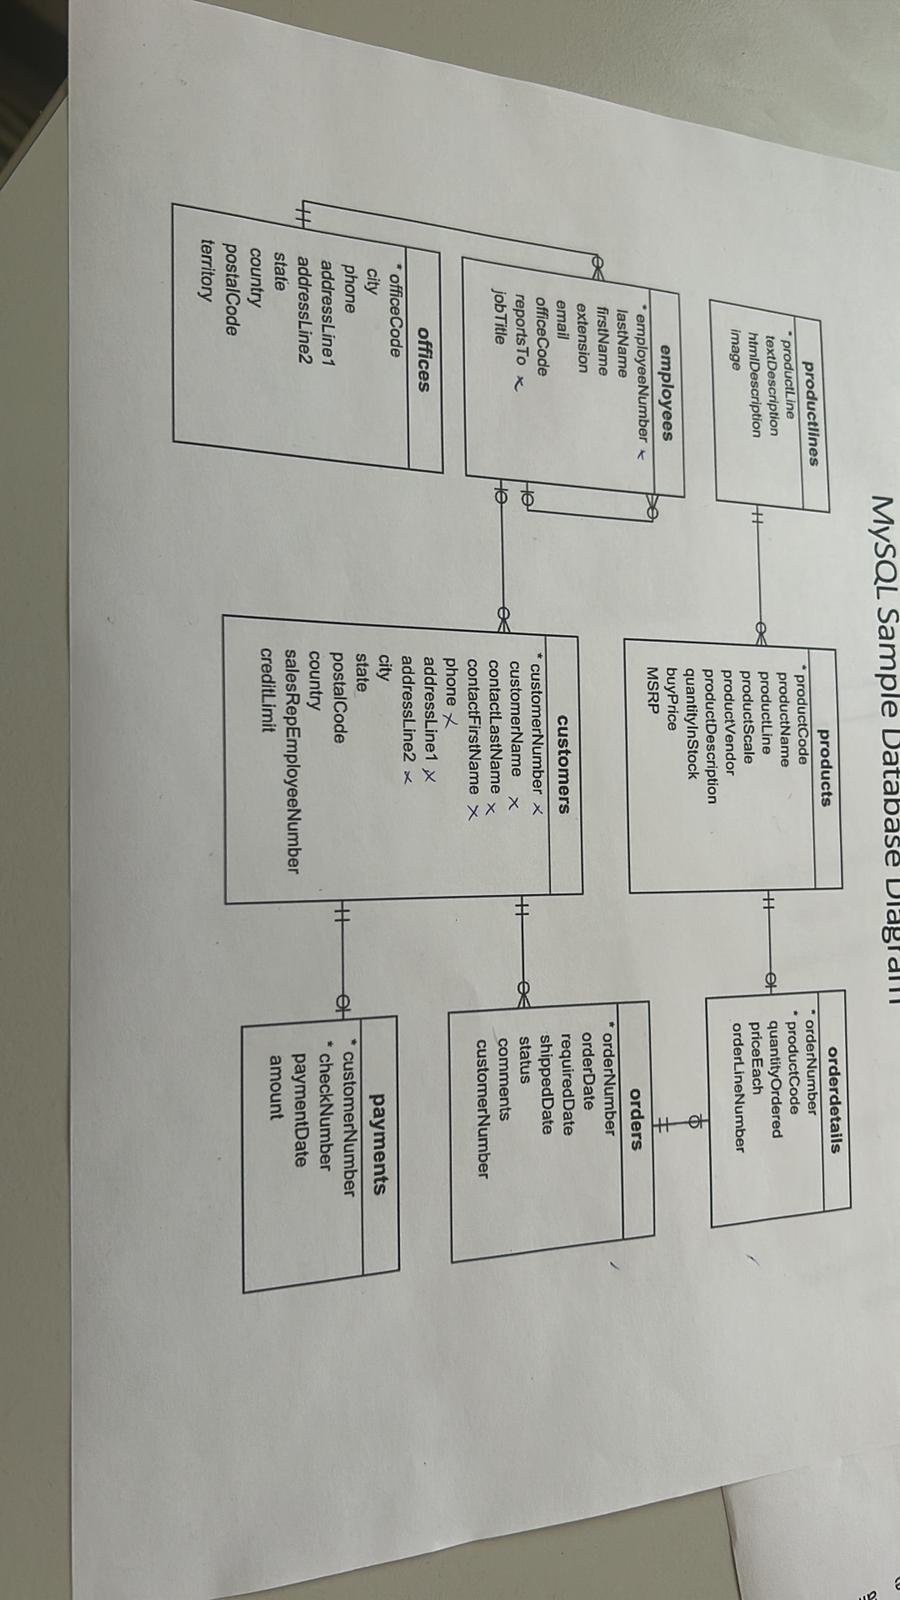 MySQL Sample Database Diagram
productlines
* productLine
textDescription
htmlDescription
image
products
* productCode
productName
productLine
productScale
productVendor
productDescription
quantityInStock
buyPrice
MSRP
orderdetails
* orderNumber
* productCode
quantityOrdered
priceEach
orderLineNumber
employees
* employeeNumber x
lastName
firstName
extension
email
officeCode
reportsTo x
jobTitle
customers
* customerNumber x
customerName x
contactLastName x
contactFirstName x
phone x
addressLine1 x
addressLine2 x
city
state
postalCode
country
salesRepEmployeeNumber
creditLimit
orders
* orderNumber
orderDate
requiredDate
shippedDate
status
comments
customerNumber
offices
* officeCode
city
phone
addressLine1
addressLine2
state
country
postalCode
territory
payments
* customerNumber
* checkNumber
paymentDate
amount